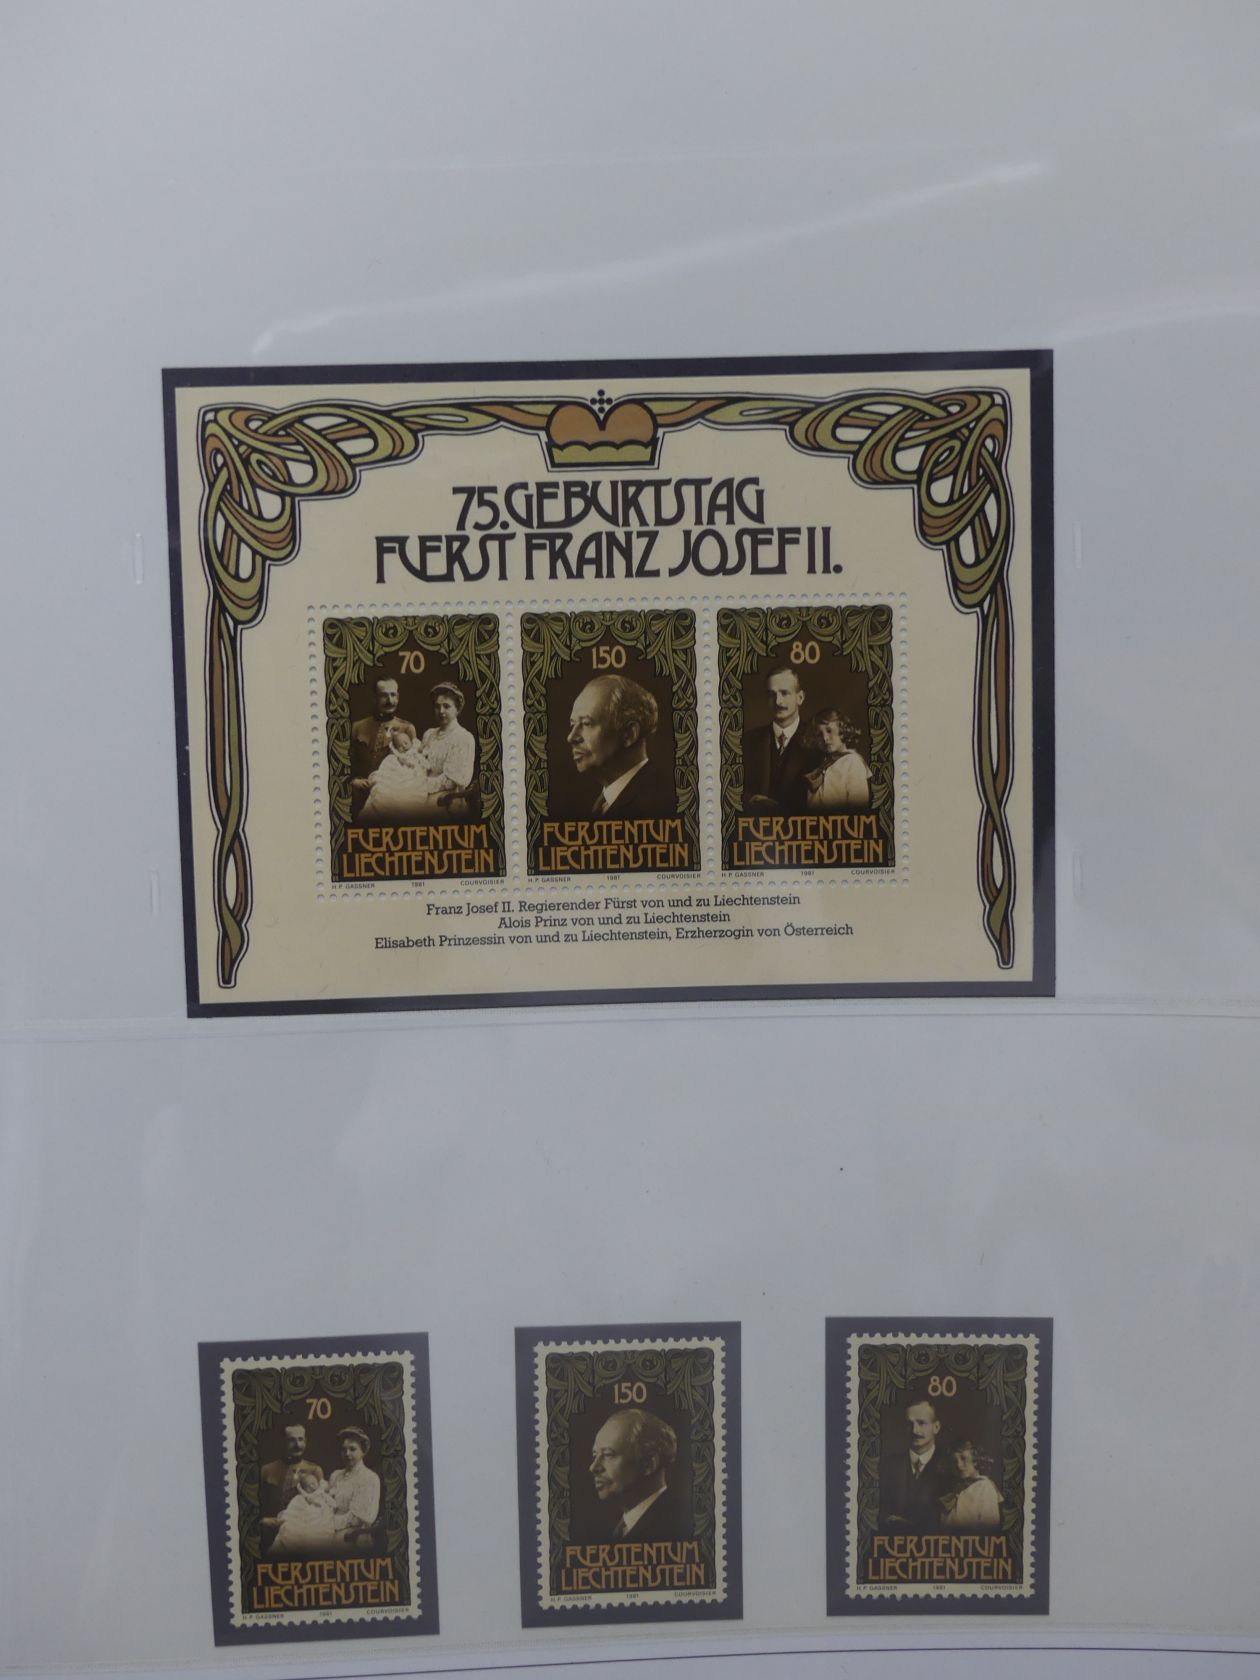 75. GEBURTSTAG
FUERST FRANZ JOSEF II.
70
150
80
FUERSTENTUM
LIECHTENSTEIN
H.P. GASSNER 1981 COURVOISIER
FUERSTENTUM
LIECHTENSTEIN
H.P. GASSNER 1981 COURVOISIER
FUERSTENTUM
LIECHTENSTEIN
H.P. GASSNER 1981 COURVOISIER
Franz Josef II. Regierender Fürst von und zu Liechtenstein
Alois Prinz von und zu Liechtenstein
Elisabeth Prinzessin von und zu Liechtenstein, Erzherzogin von Österreich
70
FUERSTENTUM
LIECHTENSTEIN
H.P. GASSNER 1981 COURVOISIER
150
FUERSTENTUM
LIECHTENSTEIN
H.P. GASSNER 1981 COURVOISIER
80
FUERSTENTUM
LIECHTENSTEIN
H.P. GASSNER 1981 COURVOISIER